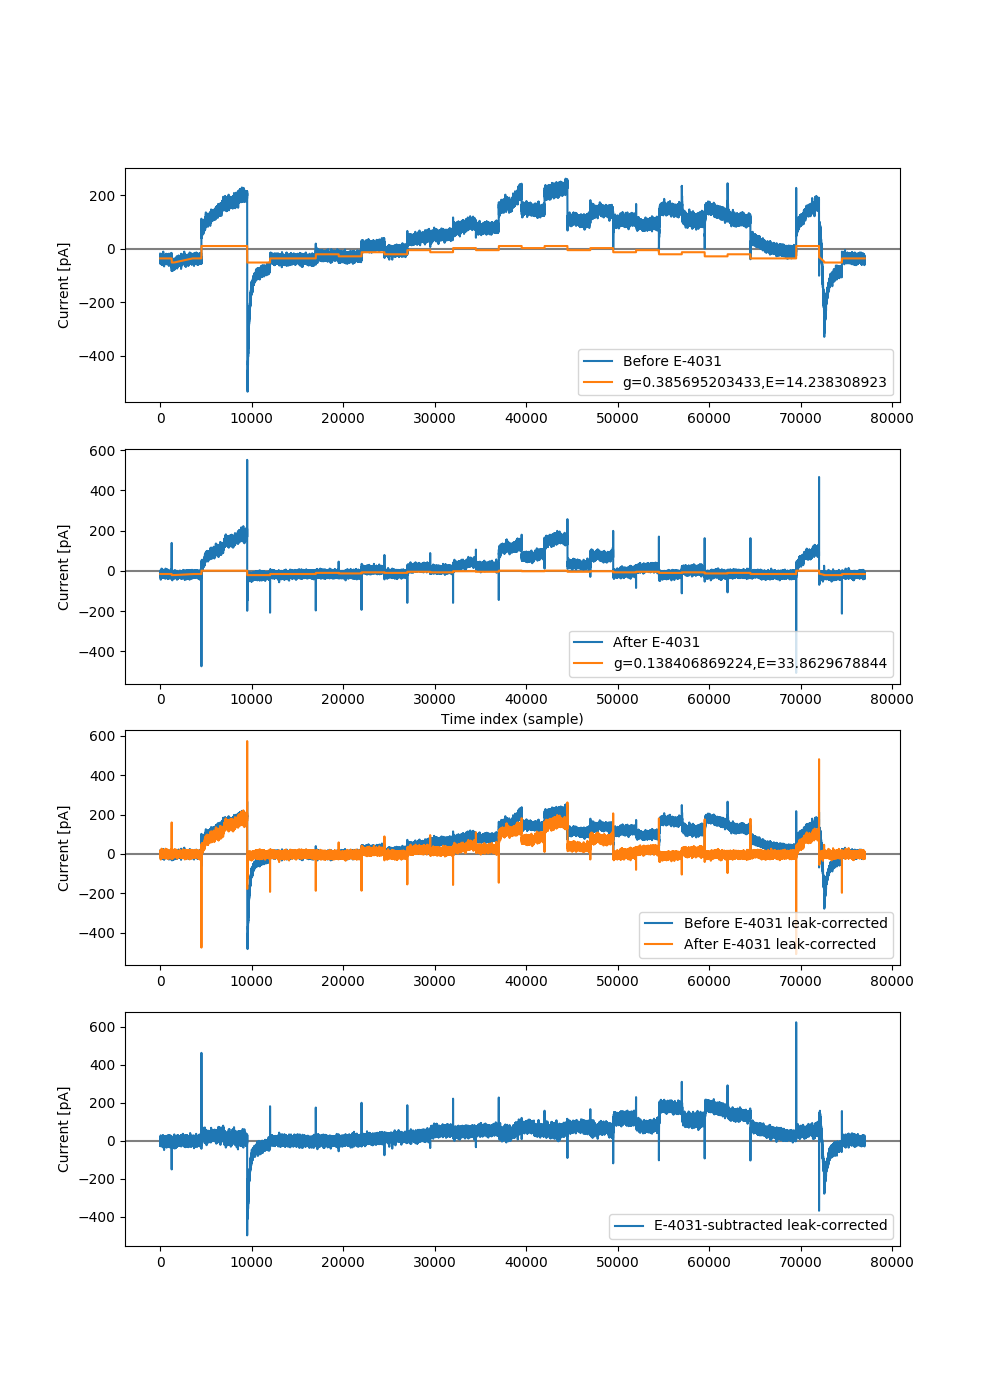 Current [pA]
200
0
−200
−400
Before E-4031
g=0.385695203433,E=14.238308923
0 10000 20000 30000 40000 50000 60000 70000 80000
Current [pA]
600
400
200
0
−200
−400
After E-4031
g=0.138406869224,E=33.8629678844
0 10000 20000 30000 40000 50000 60000 70000 80000
Time index (sample)
Current [pA]
600
400
200
0
−200
−400
Before E-4031 leak-corrected
After E-4031 leak-corrected
0 10000 20000 30000 40000 50000 60000 70000 80000
Current [pA]
600
400
200
0
−200
−400
E-4031-subtracted leak-corrected
0 10000 20000 30000 40000 50000 60000 70000 80000